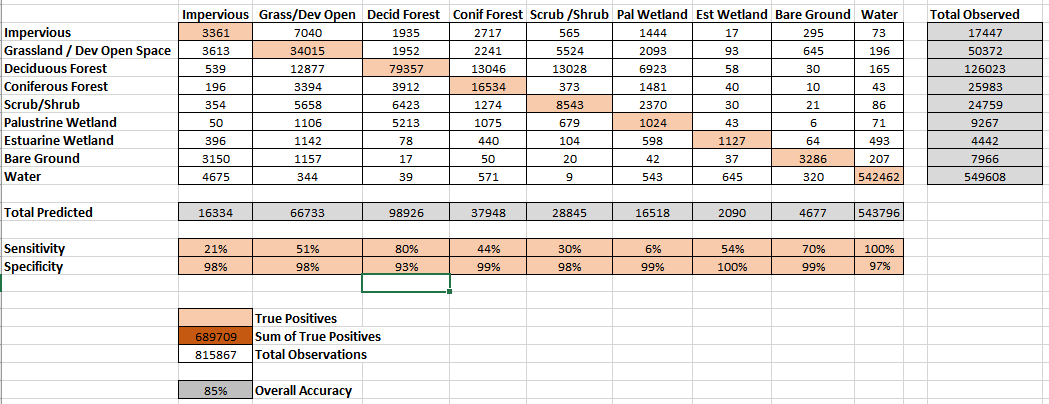 Impervious Grass/Dev Open Decid Forest Conif Forest Scrub /Shrub Pal Wetland Est Wetland Bare Ground Water Total Observed
Impervious 3361 7040 1935 2717 565 1444 17 295 73 17447
Grassland / Dev Open Space 3613 34015 1952 2241 5524 2093 93 645 196 50372
Deciduous Forest 539 12877 79357 13046 13028 6923 58 30 165 126023
Coniferous Forest 196 3394 3912 16534 373 1481 40 10 43 25983
Scrub/Shrub 354 5658 6423 1274 8543 2370 30 21 86 24759
Palustrine Wetland 50 1106 5213 1075 679 1024 43 6 71 9267
Estuarine Wetland 396 1142 78 440 104 598 1127 64 493 4442
Bare Ground 3150 1157 17 50 20 42 37 3286 207 7966
Water 4675 344 39 571 9 543 645 320 542462 549608
Total Predicted 16334 66733 98926 37948 28845 16518 2090 4677 543796
Sensitivity 21% 51% 80% 44% 30% 6% 54% 70% 100%
Specificity 98% 98% 93% 99% 98% 99% 100% 99% 97%
True Positives
689709 Sum of True Positives
815867 Total Observations
85% Overall Accuracy